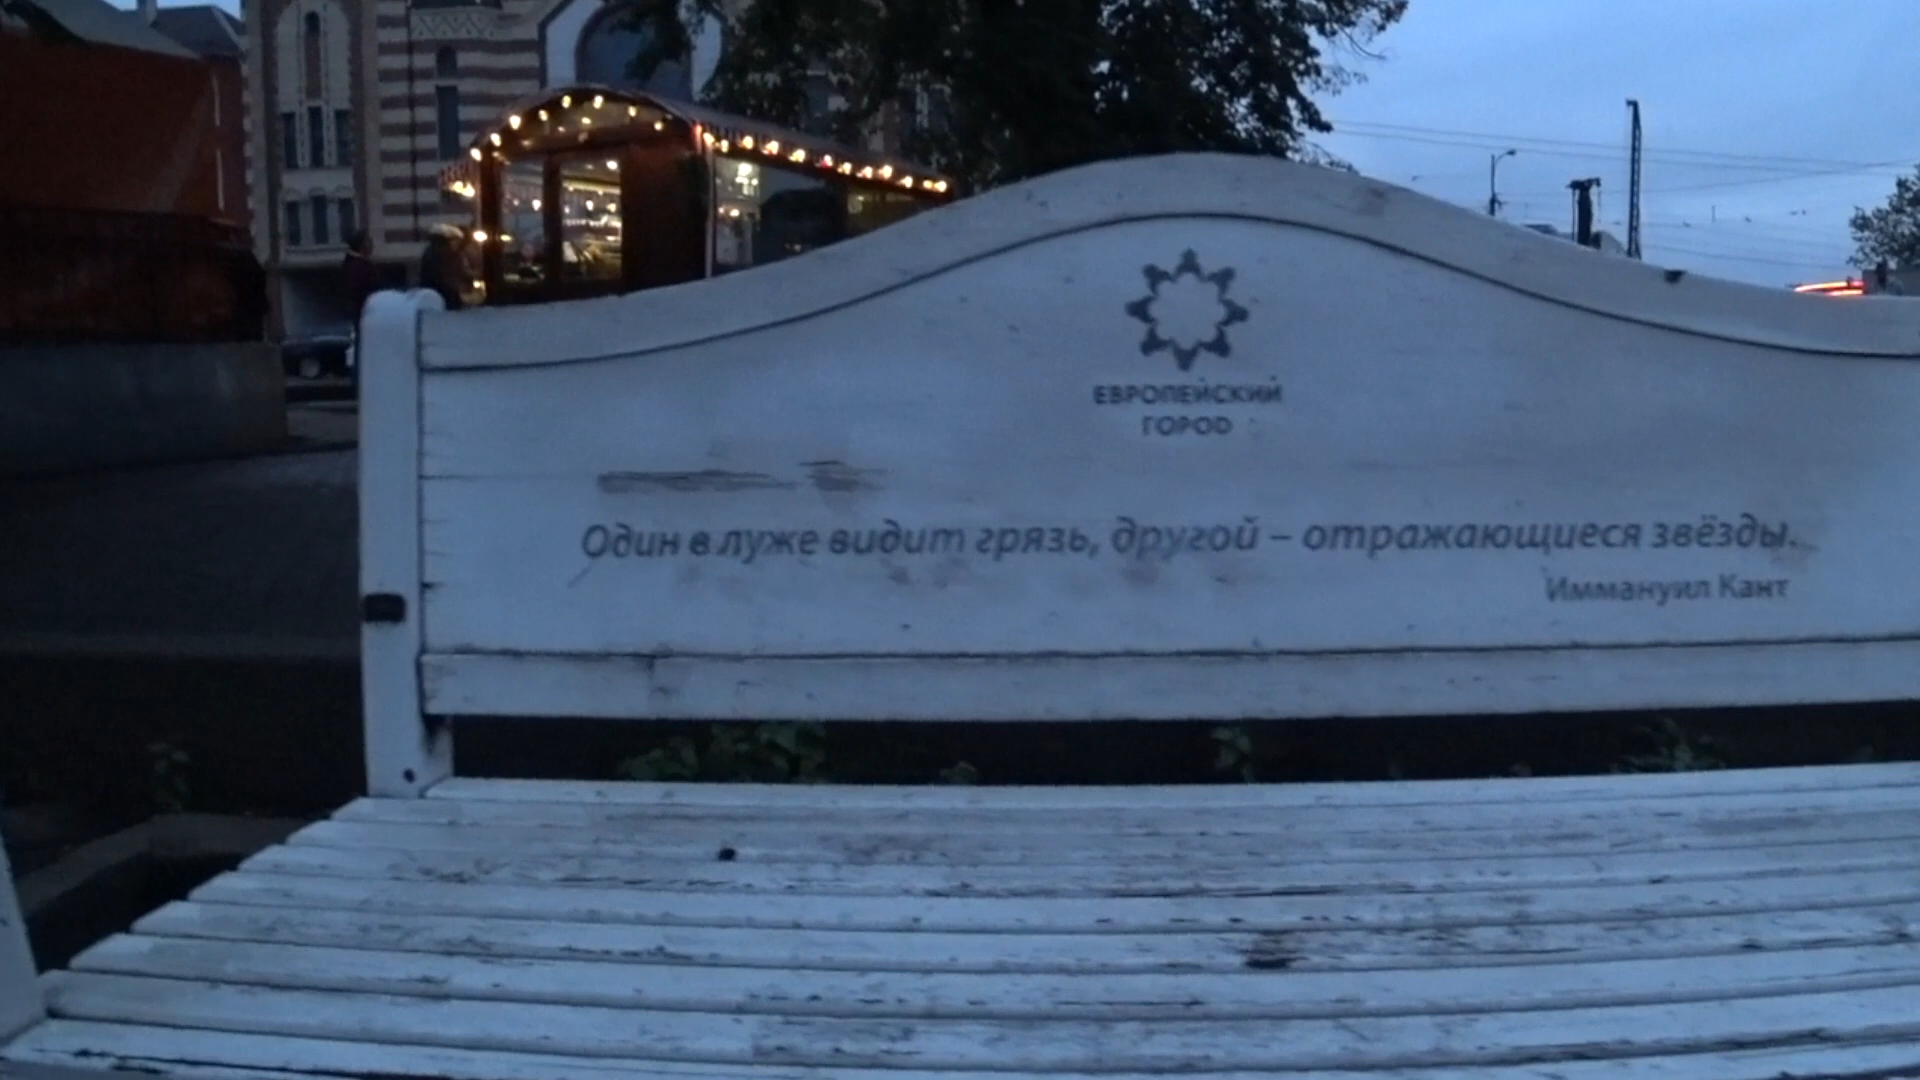 ЕВРОПЕЙСКИЙ
ГОРОД
Один в луже видит грязь, другой – отражающиеся звёзды.
Иммануил Кант